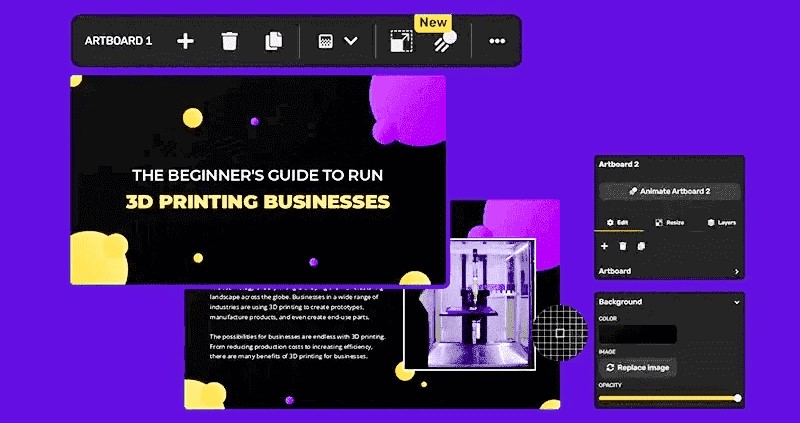 New
ARTBOARD 1
THE BEGINNER'S GUIDE TO RUN
3D PRINTING BUSINESSES
landscape across the globe. Businesses in a wide range of
industries are using 3D printing to create prototypes,
manufacture products, and even create end-use parts.
The possibilities for businesses are endless with 3D printing.
From reducing production costs to increasing efficiency,
there are many benefits of 3D printing for businesses.
Artboard 2
Animate Artboard 2
Edit
Resize
Layers
Artboard
Background
COLOR
IMAGE
Replace image
OPACITY